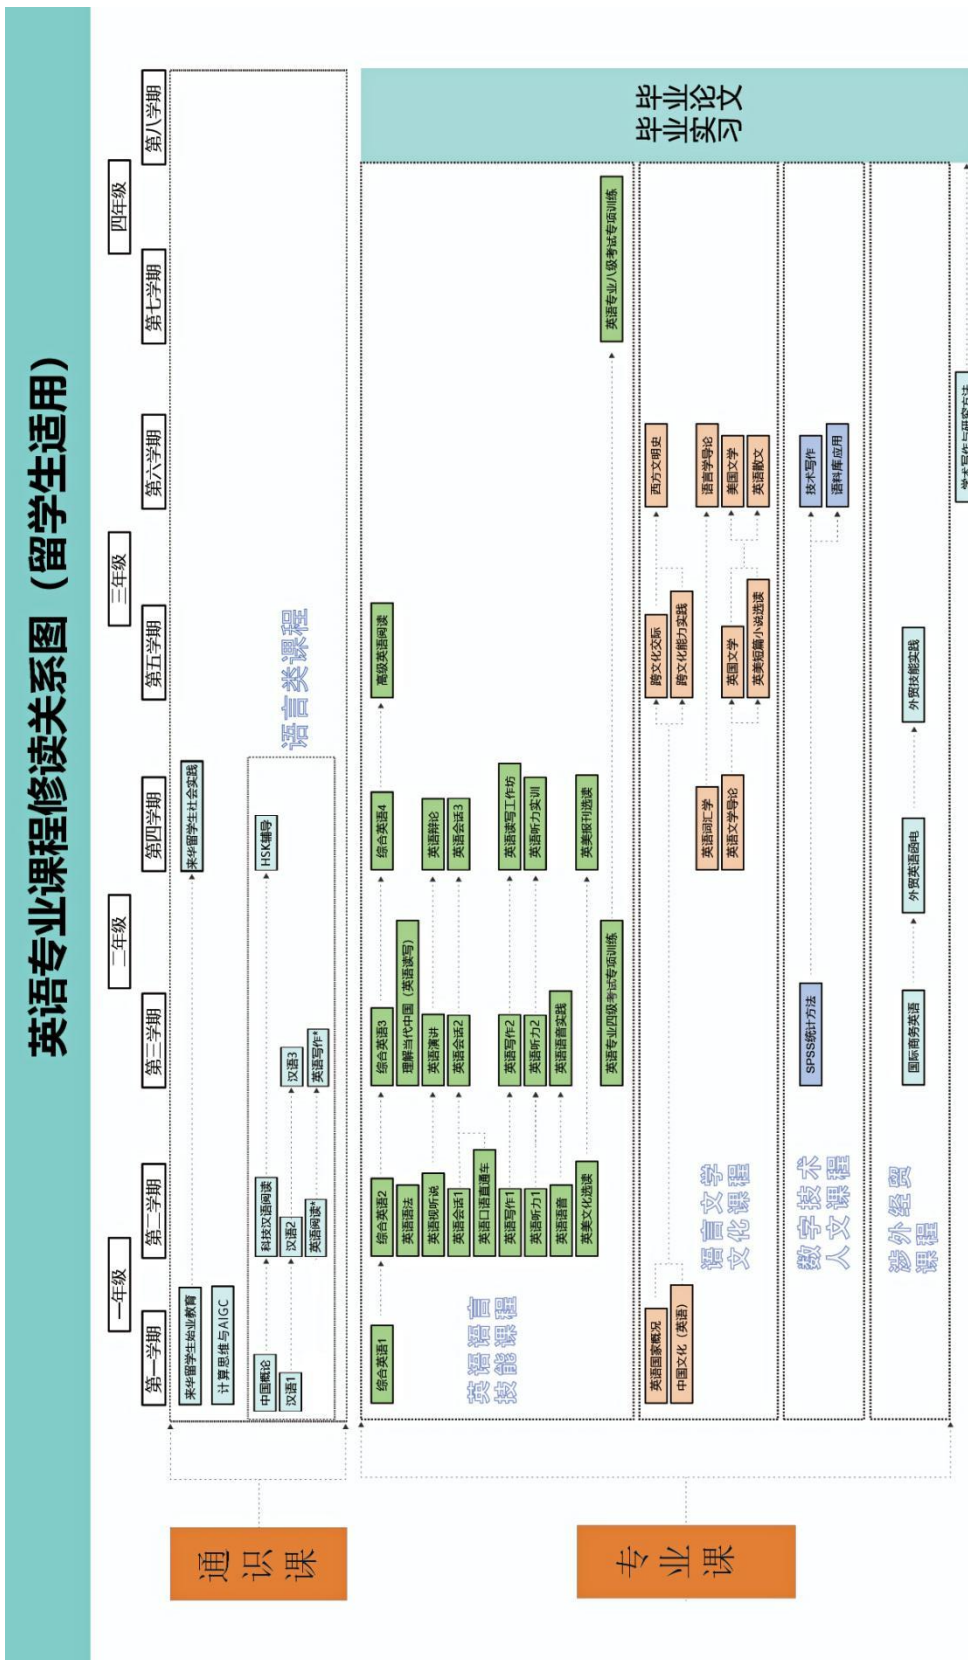 英语专业课程修读关系图（留学生适用）
一年级
二年级
三年级
四年级
第一学期
第二学期
第三学期
第四学期
第五学期
第六学期
第七学期
第八学期
通识课
来华留学生始业教育
来华留学生社会实践
计算思维与AIGC
语言类课程
中国概论
科技汉语阅读
HSK辅导
汉语1
汉语2
汉语3
英语阅读*
英语写作*
专业课
英语语言
技能课程
综合英语1
综合英语2
综合英语3
综合英语4
高级英语阅读
英语语法
理解当代中国（英语读写）
英语视听说
英语演讲
英语辩论
英语会话1
英语会话2
英语会话3
英语口语直通车
英语写作1
英语写作2
英语读写工作坊
英语听力1
英语听力2
英语听力实训
英语语音
英语语音实践
英美文化选读
英美报刊选读
英语专业四级考试专项训练
英语专业八级考试专项训练
语言文学
文化课程
英语国家概况
跨文化交际
西方文明史
中国文化（英语）
跨文化能力实践
英语词汇学
语言学导论
英语文学导论
英国文学
美国文学
英美短篇小说选读
英语散文
数字技术
人文课程
SPSS统计方法
技术写作
语料库应用
涉外经贸
课程
国际商务英语
外贸英语函电
外贸技能实践
学术写作与研究方法
毕业论文
毕业实习